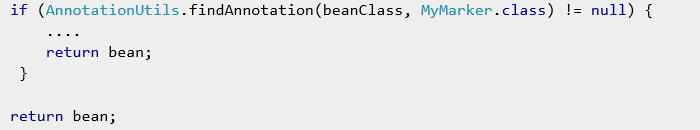 if (AnnotationUtils.findAnnotation(beanClass, MyMarker.class) != null) {
    ....
    return bean;
 }

return bean;